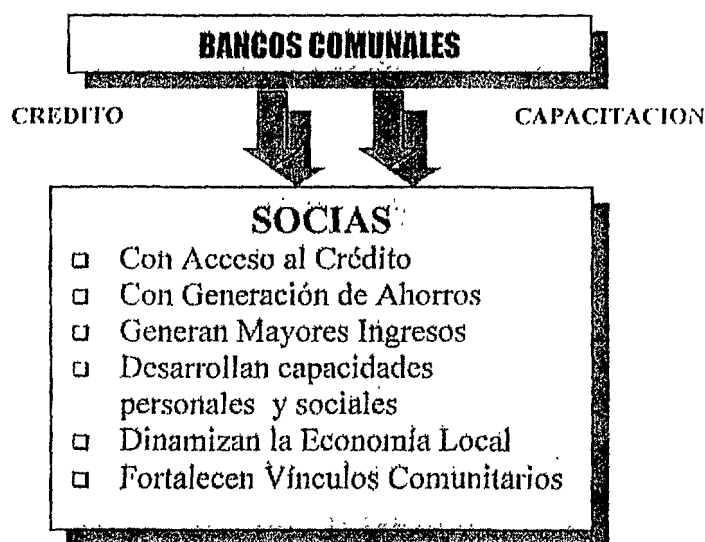 BANCOS COMUNALES
CREDITO
CAPACITACION
SOCIAS
Con Acceso al Crédito
Con Generación de Ahorros
Generan Mayores Ingresos
Desarrollan capacidades
personales y sociales
Dinamizan la Economía Local
Fortalecen Vínculos Comunitarios